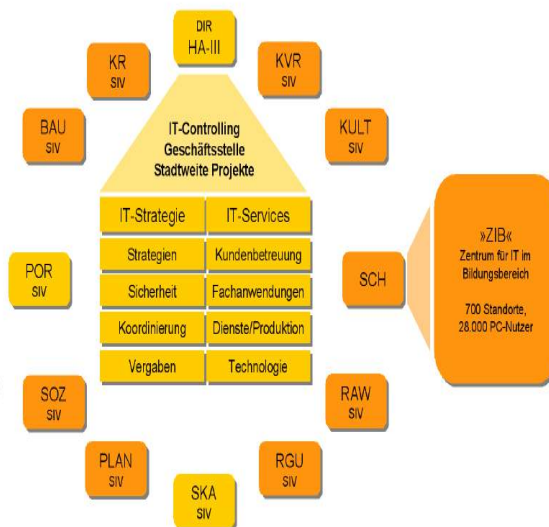 DIR
HA-III
KR
SIV
KVR
SIV
BAU
SIV
KULT
SIV
IT-Controlling
Geschäftsstelle
Stadtweite Projekte
IT-Strategie
IT-Services
Strategien
Kundenbetreuung
Sicherheit
Fachanwendungen
Koordinierung
Dienste/Produktion
Vergaben
Technologie
POR
SIV
SCH
»ZIB«
Zentrum für IT im
Bildungsbereich
700 Standorte,
28.000 PC-Nutzer
SOZ
SIV
RAW
SIV
PLAN
SIV
RGU
SIV
SKA
SIV